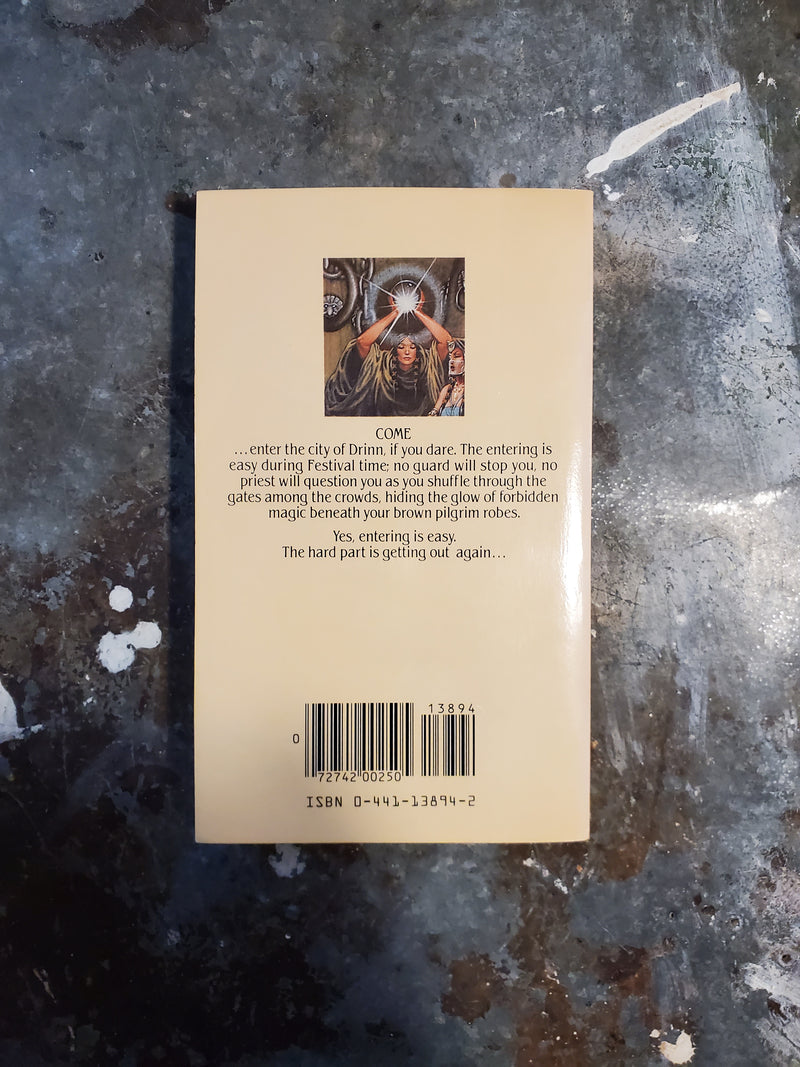 COME
...enter the city of Drinn, if you dare. The entering is
easy during Festival time; no guard will stop you, no
priest will question you as you shuffle through the
gates among the crowds, hiding the glow of forbidden
magic beneath your brown pilgrim robes.
Yes, entering is easy.
The hard part is getting out again...
13894
0
72742 00250
ISBN 0-441-13894-2